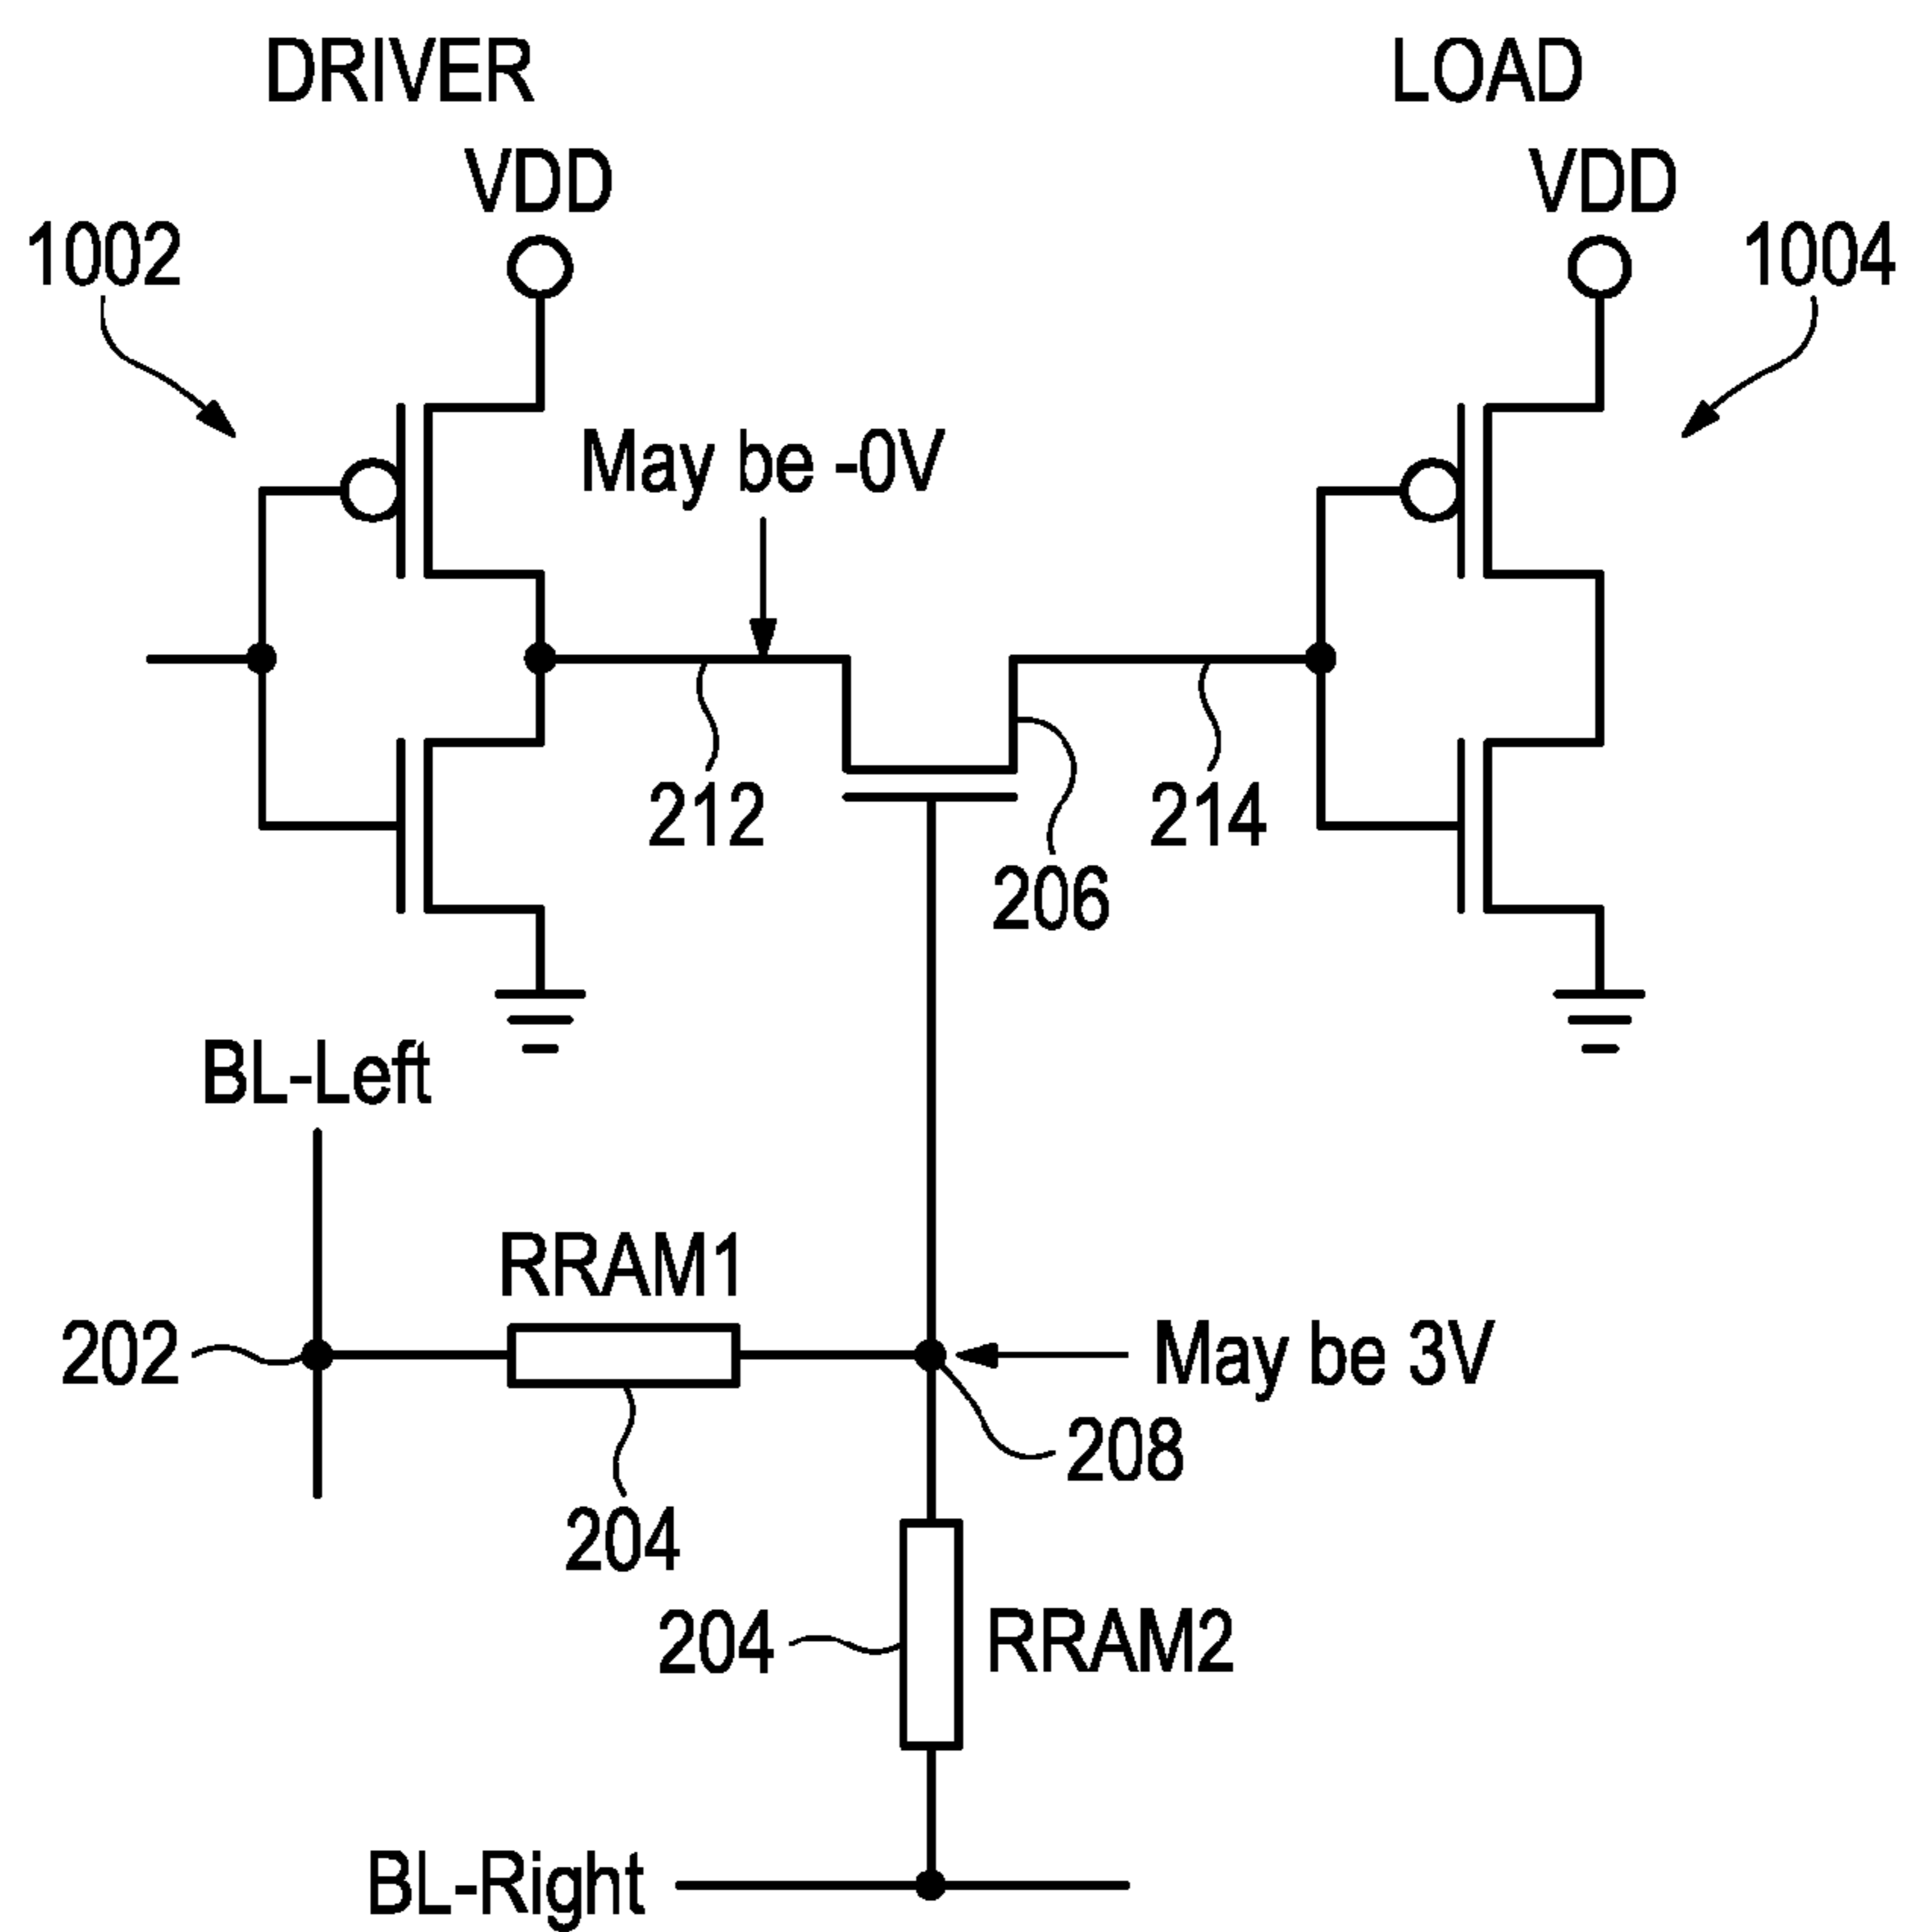 DRIVER
LOAD
VDD
VDD
1002
1004
May be -0V
212
214
206
BL-Left
RRAM1
202
May be 3V
208
204
204
RRAM2
BL-Right